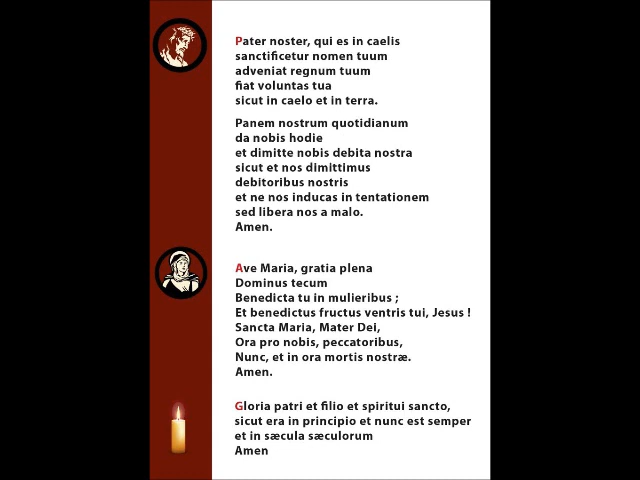 Pater noster, qui es in caelis
sanctificetur nomen tuum
adveniat regnum tuum
fiat voluntas tua
sicut in caelo et in terra.
Panem nostrum quotidianum
da nobis hodie
et dimitte nobis debita nostra
sicut et nos dimittimus
debitoribus nostris
et ne nos inducas in tentationem
sed libera nos a malo.
Amen.
Ave Maria, gratia plena
Dominus tecum
Benedicta tu in mulieribus ;
Et benedictus fructus ventris tui, Jesus !
Sancta Maria, Mater Dei,
Ora pro nobis, peccatoribus,
Nunc, et in ora mortis nostræ.
Amen.
Gloria patri et filio et spiritui sancto,
sicut era in principio et nunc est semper
et in sæcula sæculorum
Amen